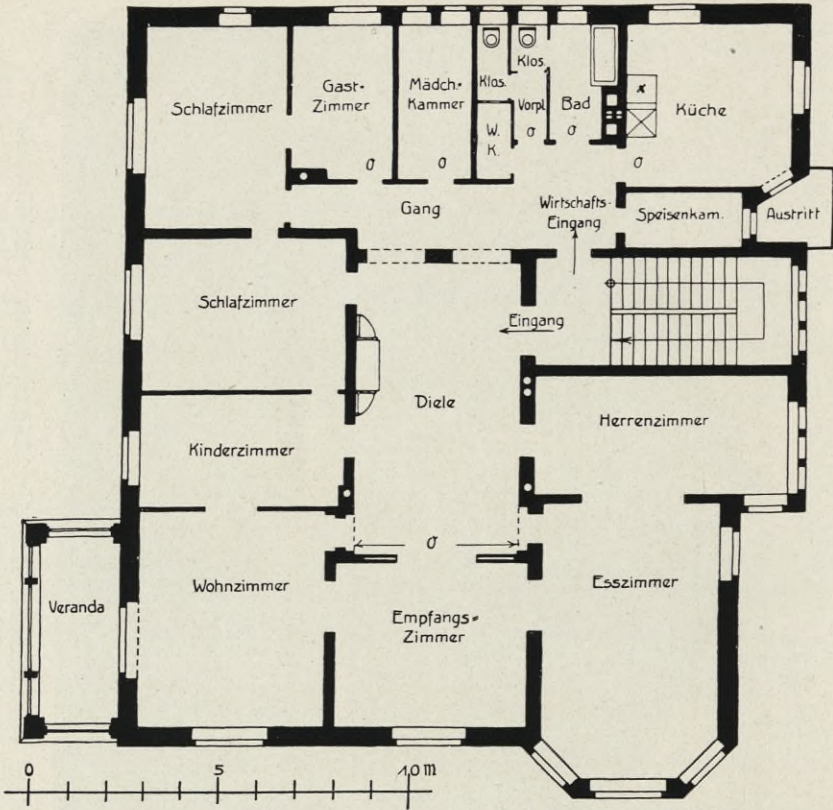 Schlafzimmer
Gast-
Zimmer
Mädch.-
Kammer
Klos.
Klos.
Vorpl.
W.
K.
Bad
Küche
Gang
Wirtschafts-
Eingang
Speisenkam.
Austritt
Schlafzimmer
Eingang
Diele
Herrenzimmer
Kinderzimmer
Veranda
Wohnzimmer
Empfangs-
Zimmer
Esszimmer
0 5 10 m